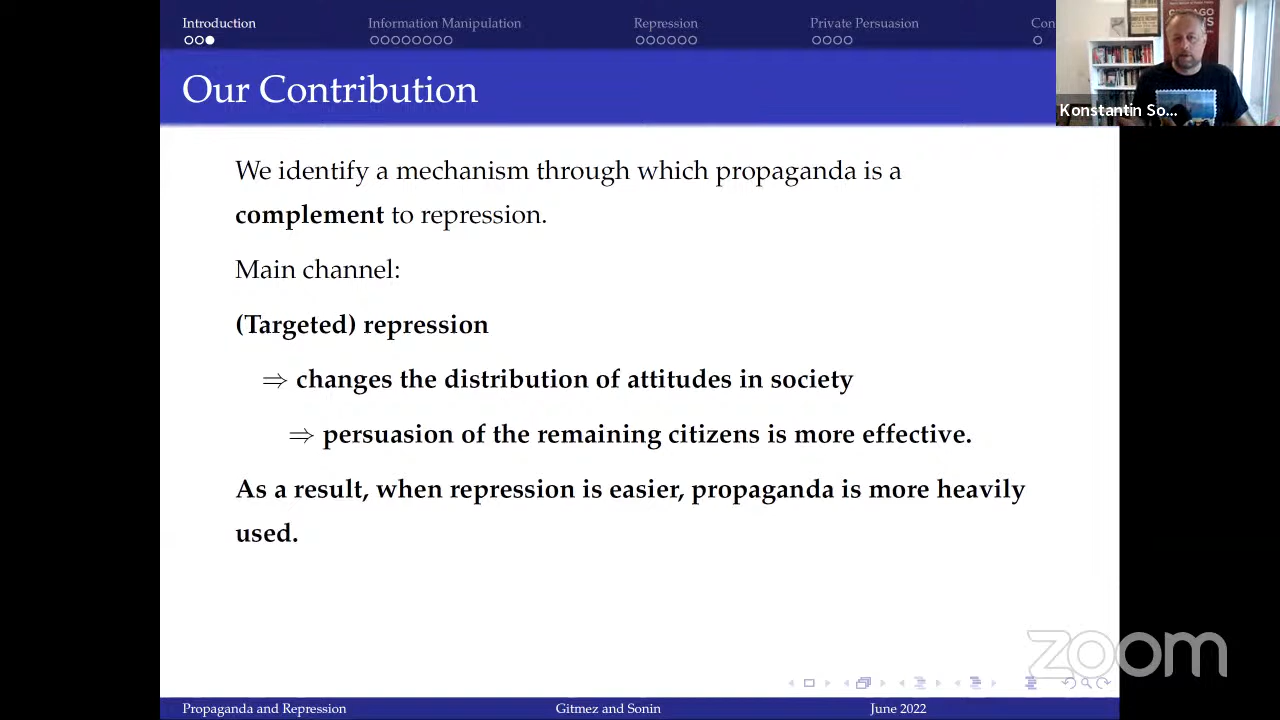 Introduction Information Manipulation Repression Private Persuasion Con
Our Contribution
Konstantin So...
We identify a mechanism through which propaganda is a
complement to repression.
Main channel:
(Targeted) repression
⇒ changes the distribution of attitudes in society
⇒ persuasion of the remaining citizens is more effective.
As a result, when repression is easier, propaganda is more heavily
used.
zoom
Propaganda and Repression Gitmez and Sonin June 2022